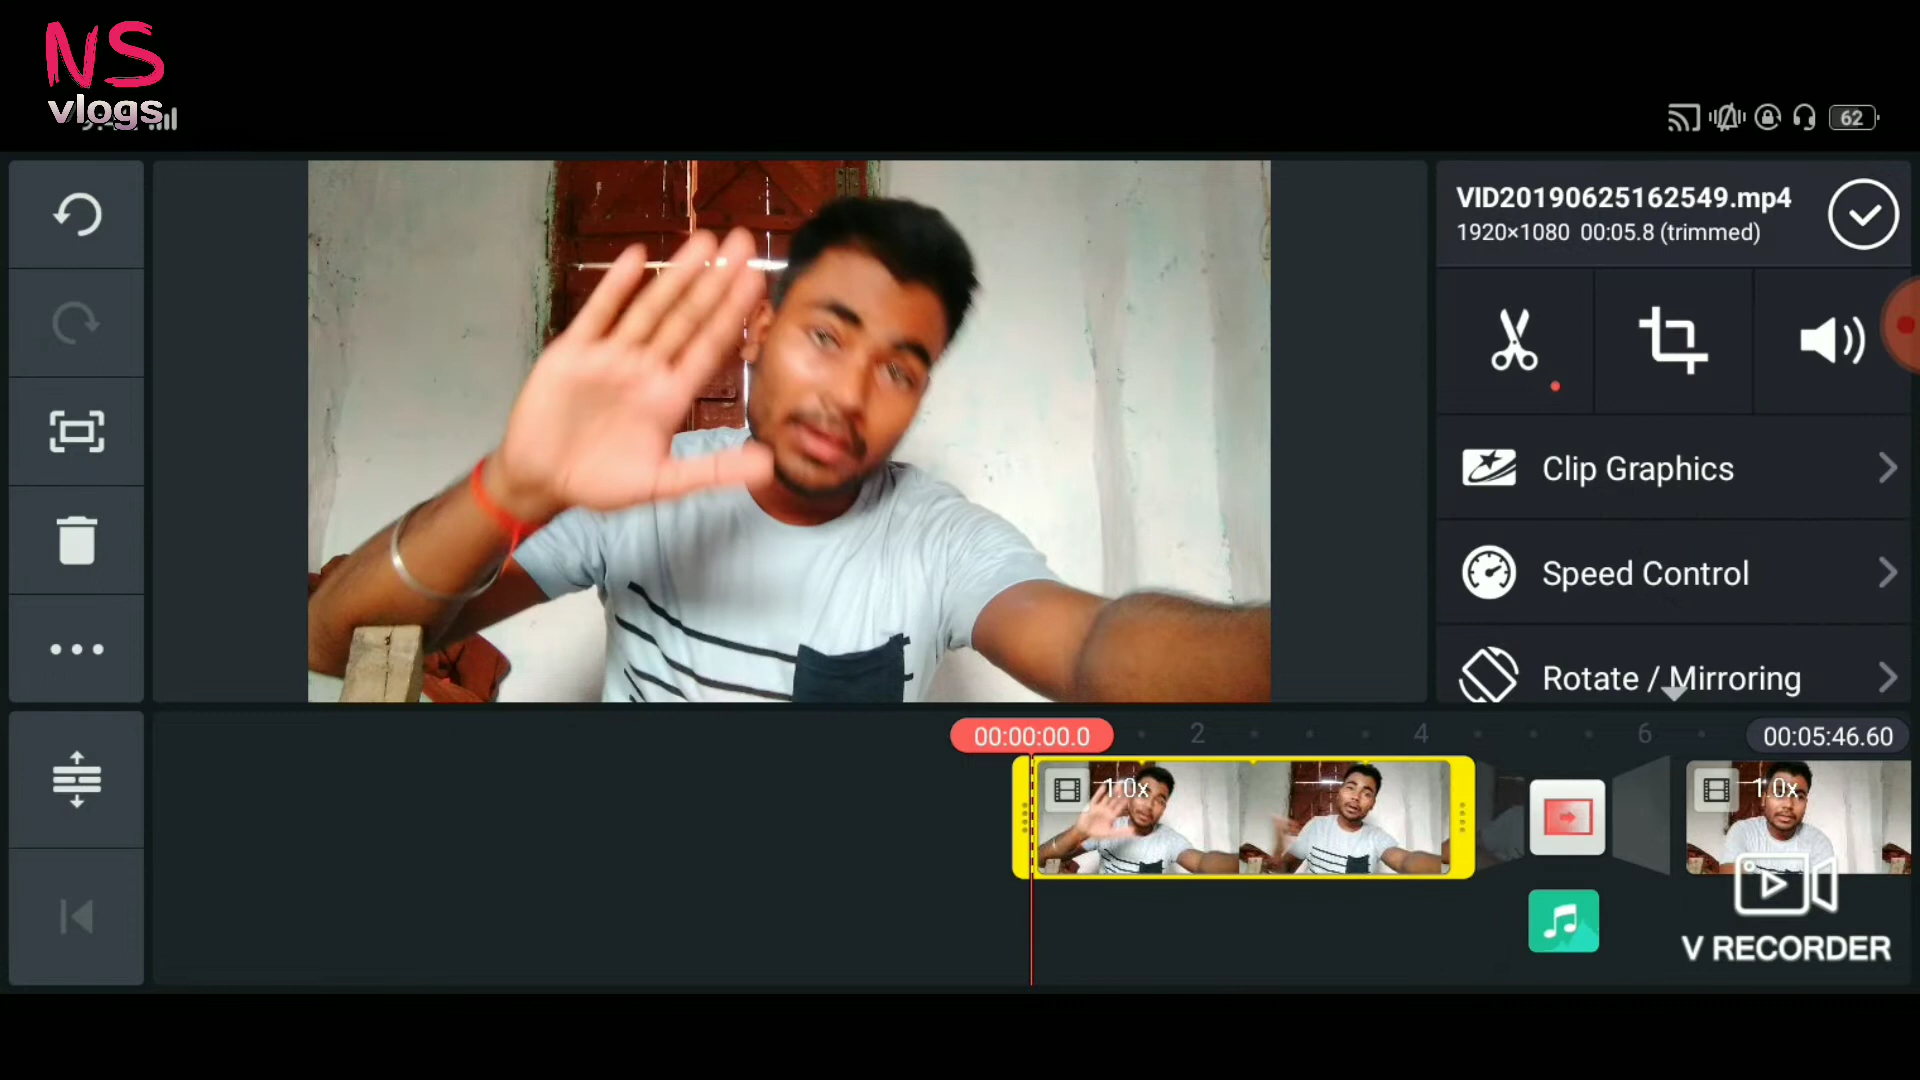 NS
vlogs
62
VID20190625162549.mp4
1920×1080 00:05.8 (trimmed)
Clip Graphics
Speed Control
Rotate / Mirroring
00:00:00.0
2
4
6
00:05:46.60
1.0x
1.0x
V RECORDER